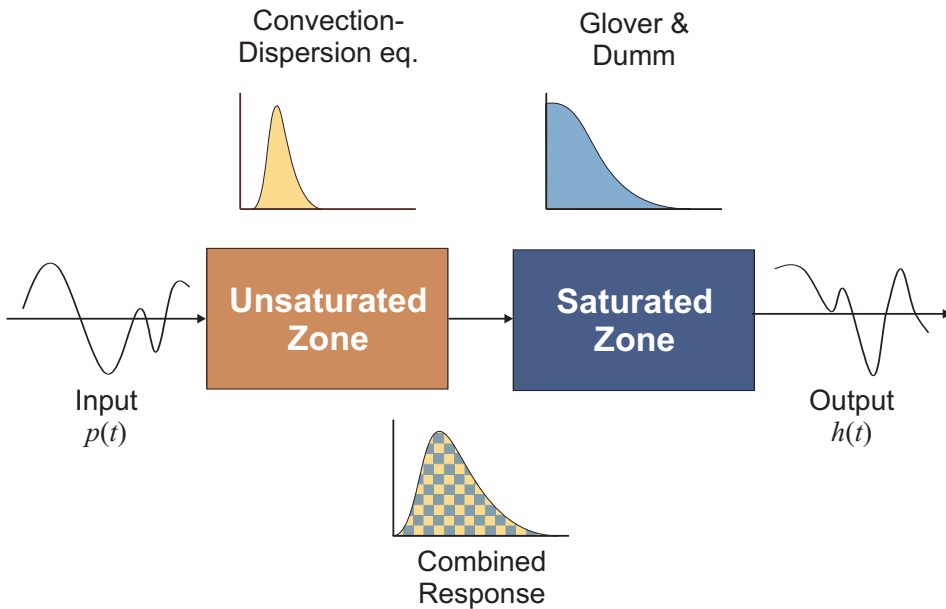 Convection-
Dispersion eq.
Glover &
Dumm
Unsaturated
Zone
Saturated
Zone
Input
p(t)
Output
h(t)
Combined
Response